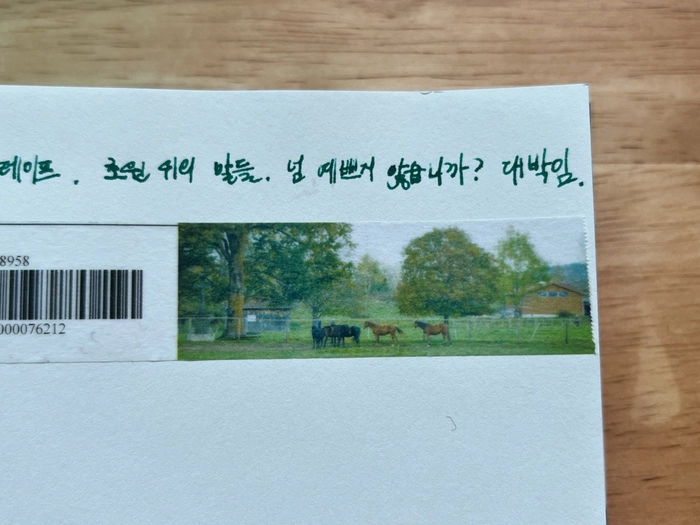 테이프. 초원 위의 말들. 넘 예쁘지 않습니까? 대박임.
8958
000076212